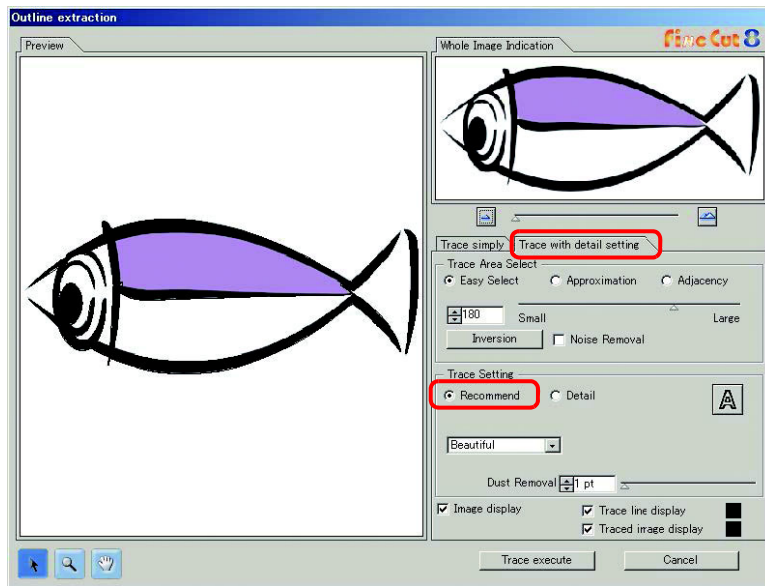 Outline extraction
Preview
Whole Image Indication
Fine Cut 8
Trace simply
Trace with detail setting
Trace Area Select
Easy Select
Approximation
Adjacency
180
Small
Large
Inversion
Noise Removal
Trace Setting
Recommend
Detail
A
Beautiful
Dust Removal
1 pt
Image display
Trace line display
Traced image display
Trace execute
Cancel